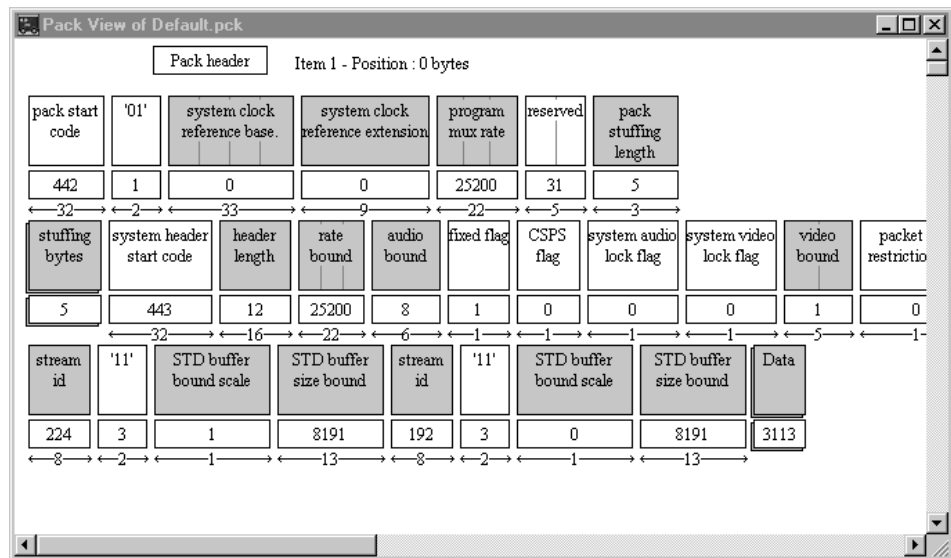 Pack View of Default.pck
Pack header Item 1 - Position : 0 bytes
pack start '01' system clock system clock program reserved pack
code reference base. reference extension mux rate stuffing
length
442 1 0 0 25200 31 5
32 2 33 9 22 5 3
stuffing system header header rate audio fixed flag CSPS system audio system video video packet
bytes start code length bound bound flag lock flag lock flag bound restrictio
5 443 12 25200 8 1 0 0 0 1 0
32 16 22 6 1 1 1 1 5 1
stream '11' STD buffer STD buffer stream '11' STD buffer STD buffer Data
id bound scale size bound id bound scale size bound
224 3 1 8191 192 3 0 8191 3113
8 2 1 13 8 2 1 13